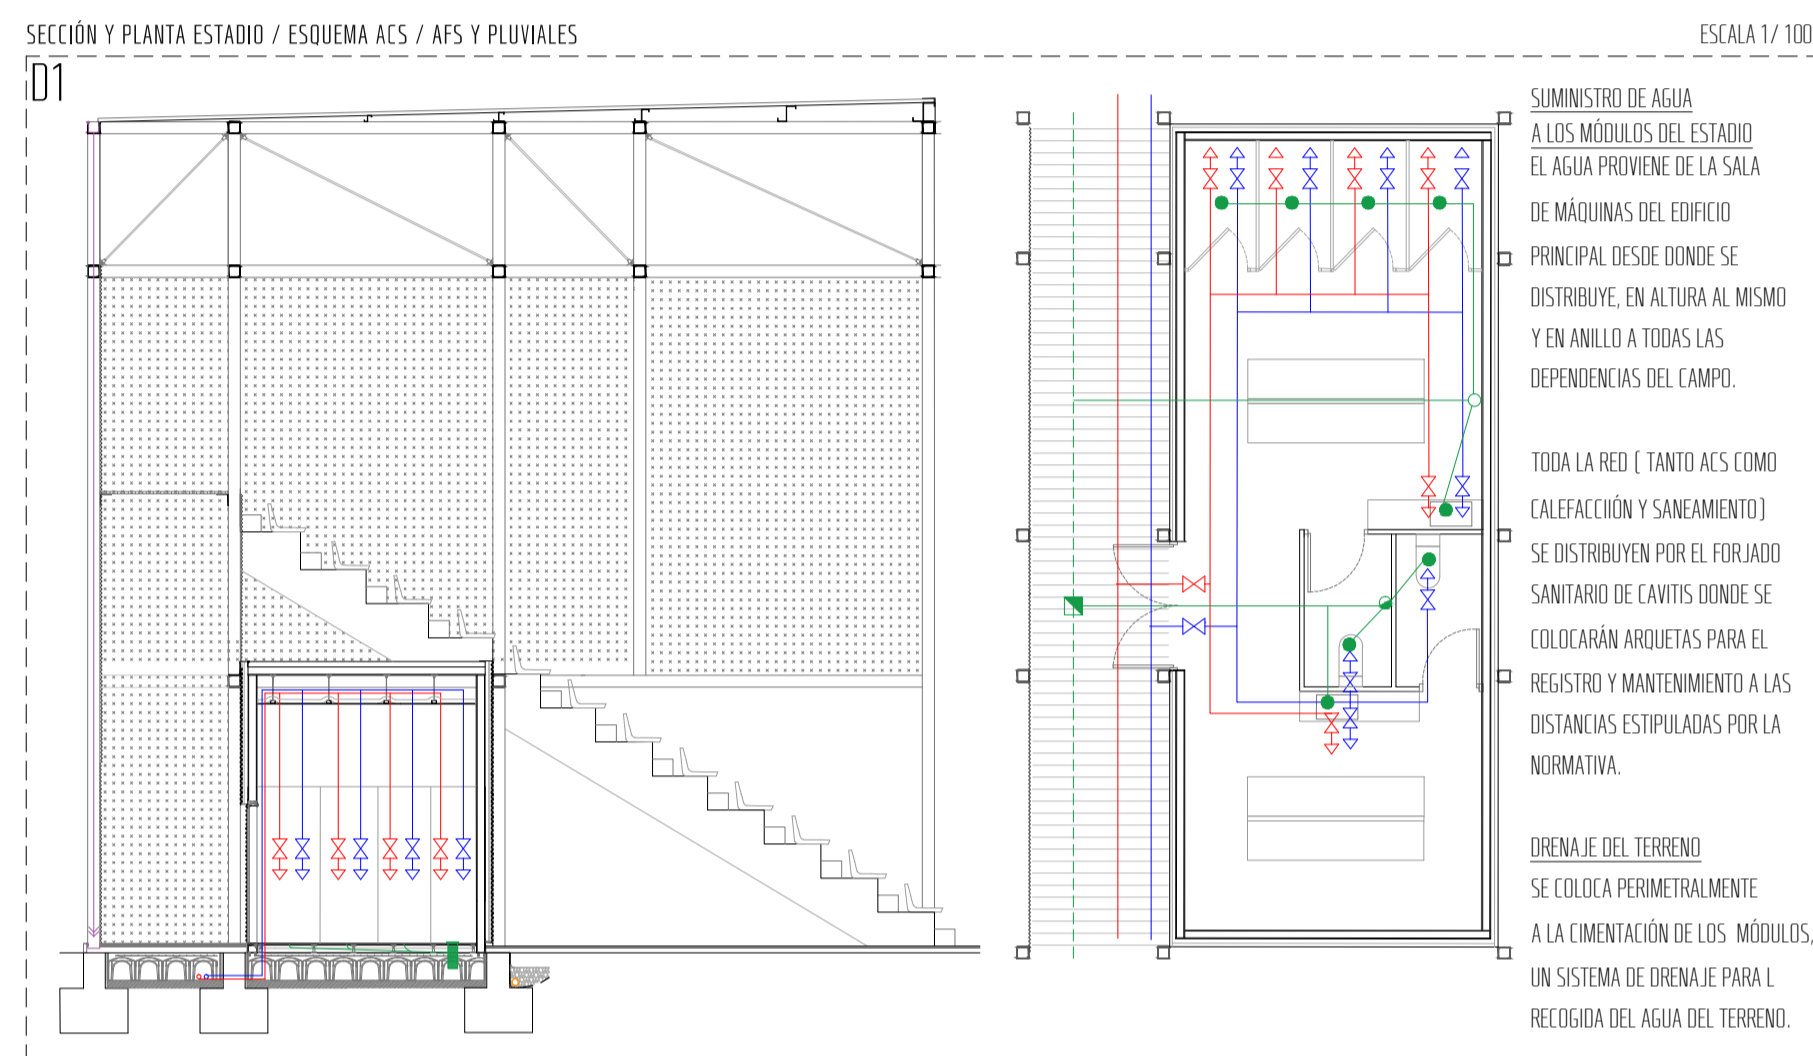 SECCIÓN Y PLANTA ESTADIO / ESQUEMA ACS / AFS Y PLUVIALES
ESCALA 1/ 100
D1
SUMINISTRO DE AGUA
A LOS MÓDULOS DEL ESTADIO
EL AGUA PROVIENE DE LA SALA
DE MÁQUINAS DEL EDIFICIO
PRINCIPAL DESDE DONDE SE
DISTRIBUYE, EN ALTURA AL MISMO
Y EN ANILLO A TODAS LAS
DEPENDENCIAS DEL CAMPO.
TODA LA RED ( TANTO ACS COMO
CALEFACCIIÓN Y SANEAMIENTO)
SE DISTRIBUYEN POR EL FORJADO
SANITARIO DE CAVITIS DONDE SE
COLOCARÁN ARQUETAS PARA EL
REGISTRO Y MANTENIMIENTO A LAS
DISTANCIAS ESTIPULADAS POR LA
NORMATIVA.
DRENAJE DEL TERRENO
SE COLOCA PERIMETRALMENTE
A LA CIMENTACIÓN DE LOS MÓDULOS,
UN SISTEMA DE DRENAJE PARA L
RECOGIDA DEL AGUA DEL TERRENO.